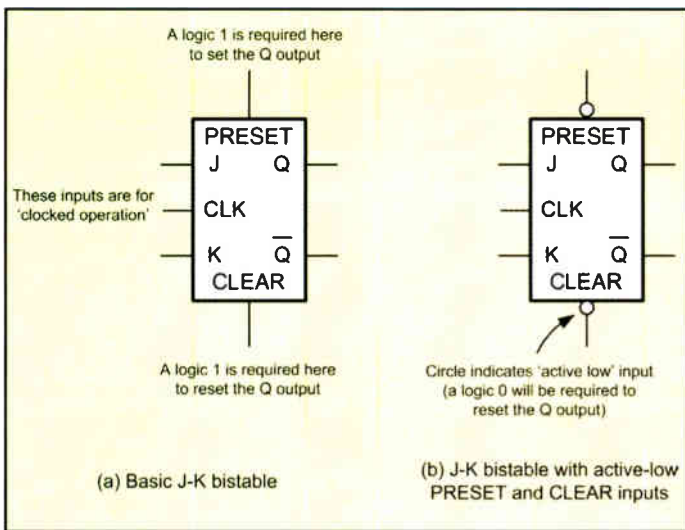 A logic 1 is required here
to set the Q output
PRESET
J Q
These inputs are for
'clocked operation'
CLK
K Q̅
CLEAR
A logic 1 is required here
to reset the Q output
(a) Basic J-K bistable
PRESET
J Q
CLK
K Q̅
CLEAR
Circle indicates 'active low' input
(a logic 0 will be required to
reset the Q output)
(b) J-K bistable with active-low
PRESET and CLEAR inputs